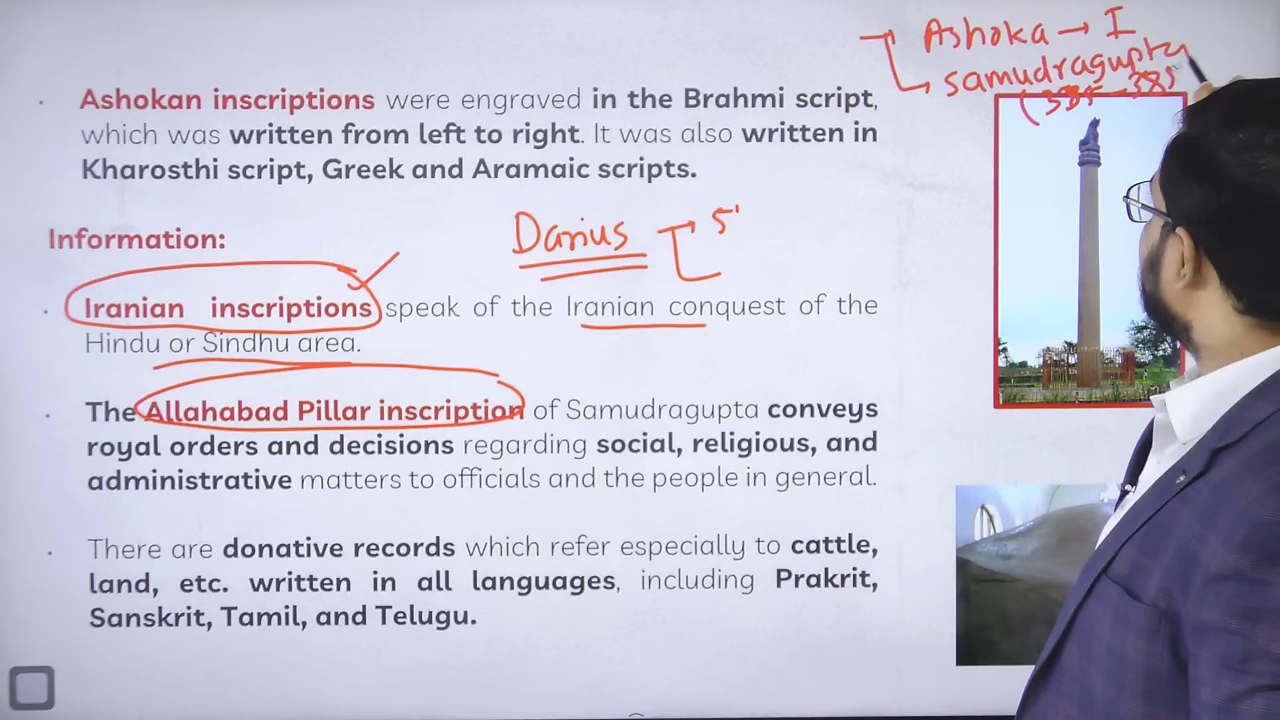 Ashoka → I
samudragupta
(335-385
Ashokan inscriptions were engraved in the Brahmi script,
which was written from left to right. It was also written in
Kharosthi script, Greek and Aramaic scripts.
Darius 5'
Information:
Iranian inscriptions speak of the Iranian conquest of the
Hindu or Sindhu area.
The Allahabad Pillar inscription of Samudragupta conveys
royal orders and decisions regarding social, religious, and
administrative matters to officials and the people in general.
There are donative records which refer especially to cattle,
land, etc. written in all languages, including Prakrit,
Sanskrit, Tamil, and Telugu.